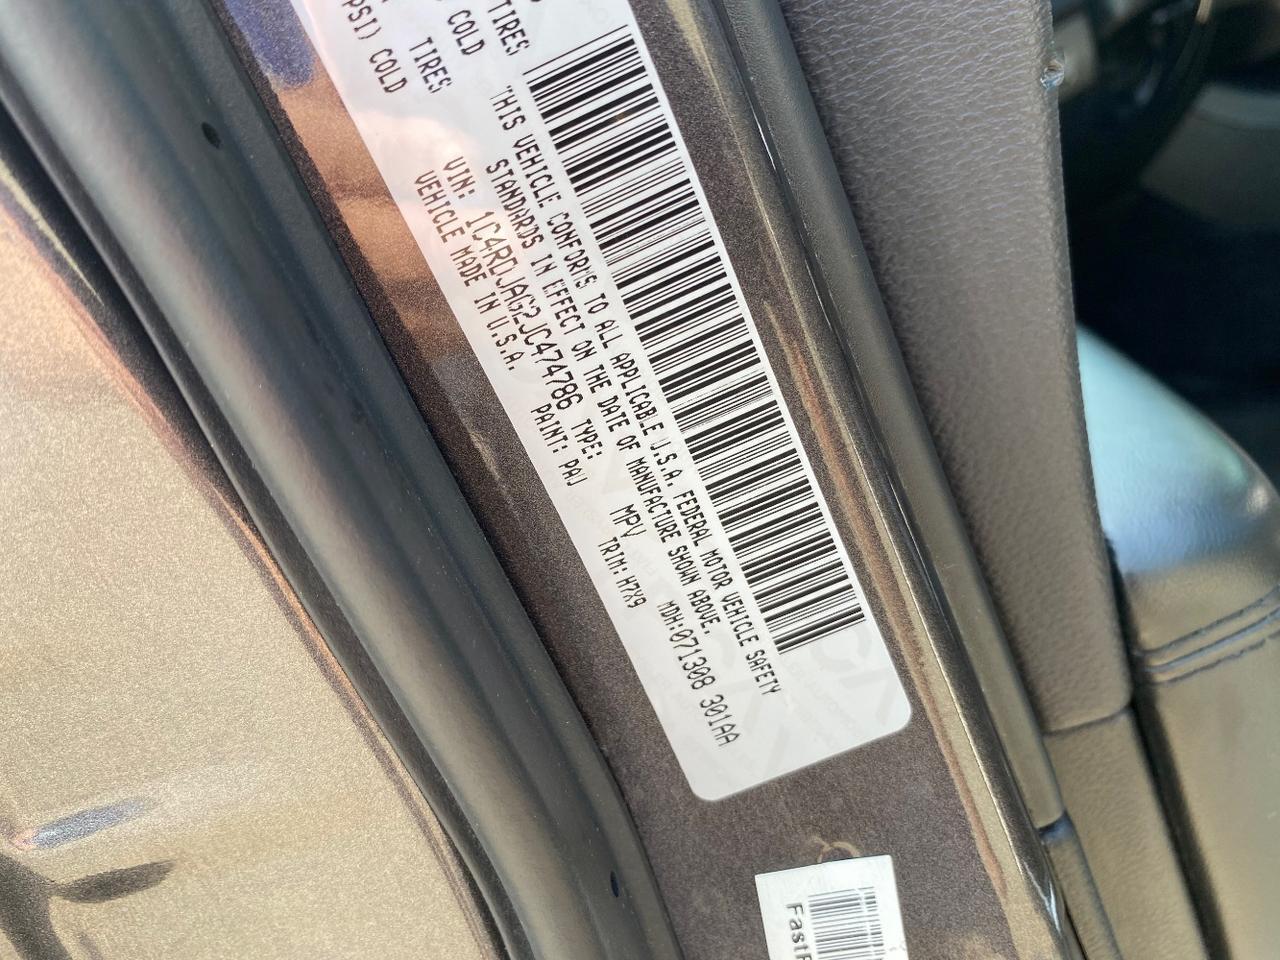 TIRES
COLD
TIRES
PSI) COLD
THIS VEHICLE CONFORMS TO ALL APPLICABLE U.S.A. FEDERAL MOTOR VEHICLE SAFETY
STANDARDS IN EFFECT ON THE DATE OF MANUFACTURE SHOWN ABOVE.
VIN: 1C4RDJAG2JC474786 TYPE: MPV MDH:071308 301AA
VEHICLE MADE IN U.S.A. PAINT: PAU TRIM: H7X9